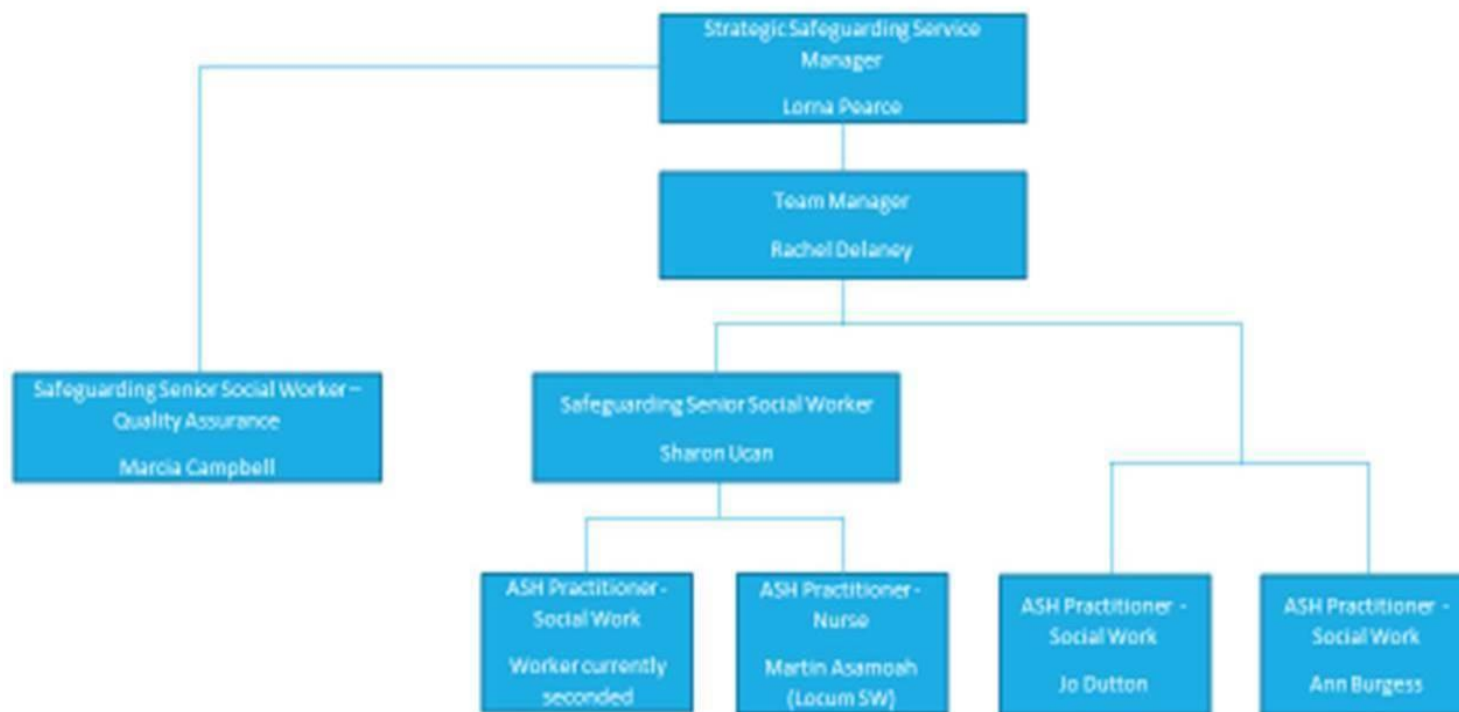 Strategic Safeguarding Service
Manager
Lorna Pearce
Team Manager
Rachel Delaney
Safeguarding Senior Social Worker –
Quality Assurance
Marcia Campbell
Safeguarding Senior Social Worker
Sharon Ucan
ASH Practitioner -
Social Work
Worker currently
seconded
ASH Practitioner -
Nurse
Martin Asamoah
(Locum SW)
ASH Practitioner -
Social Work
Jo Dutton
ASH Practitioner -
Social Work
Ann Burgess